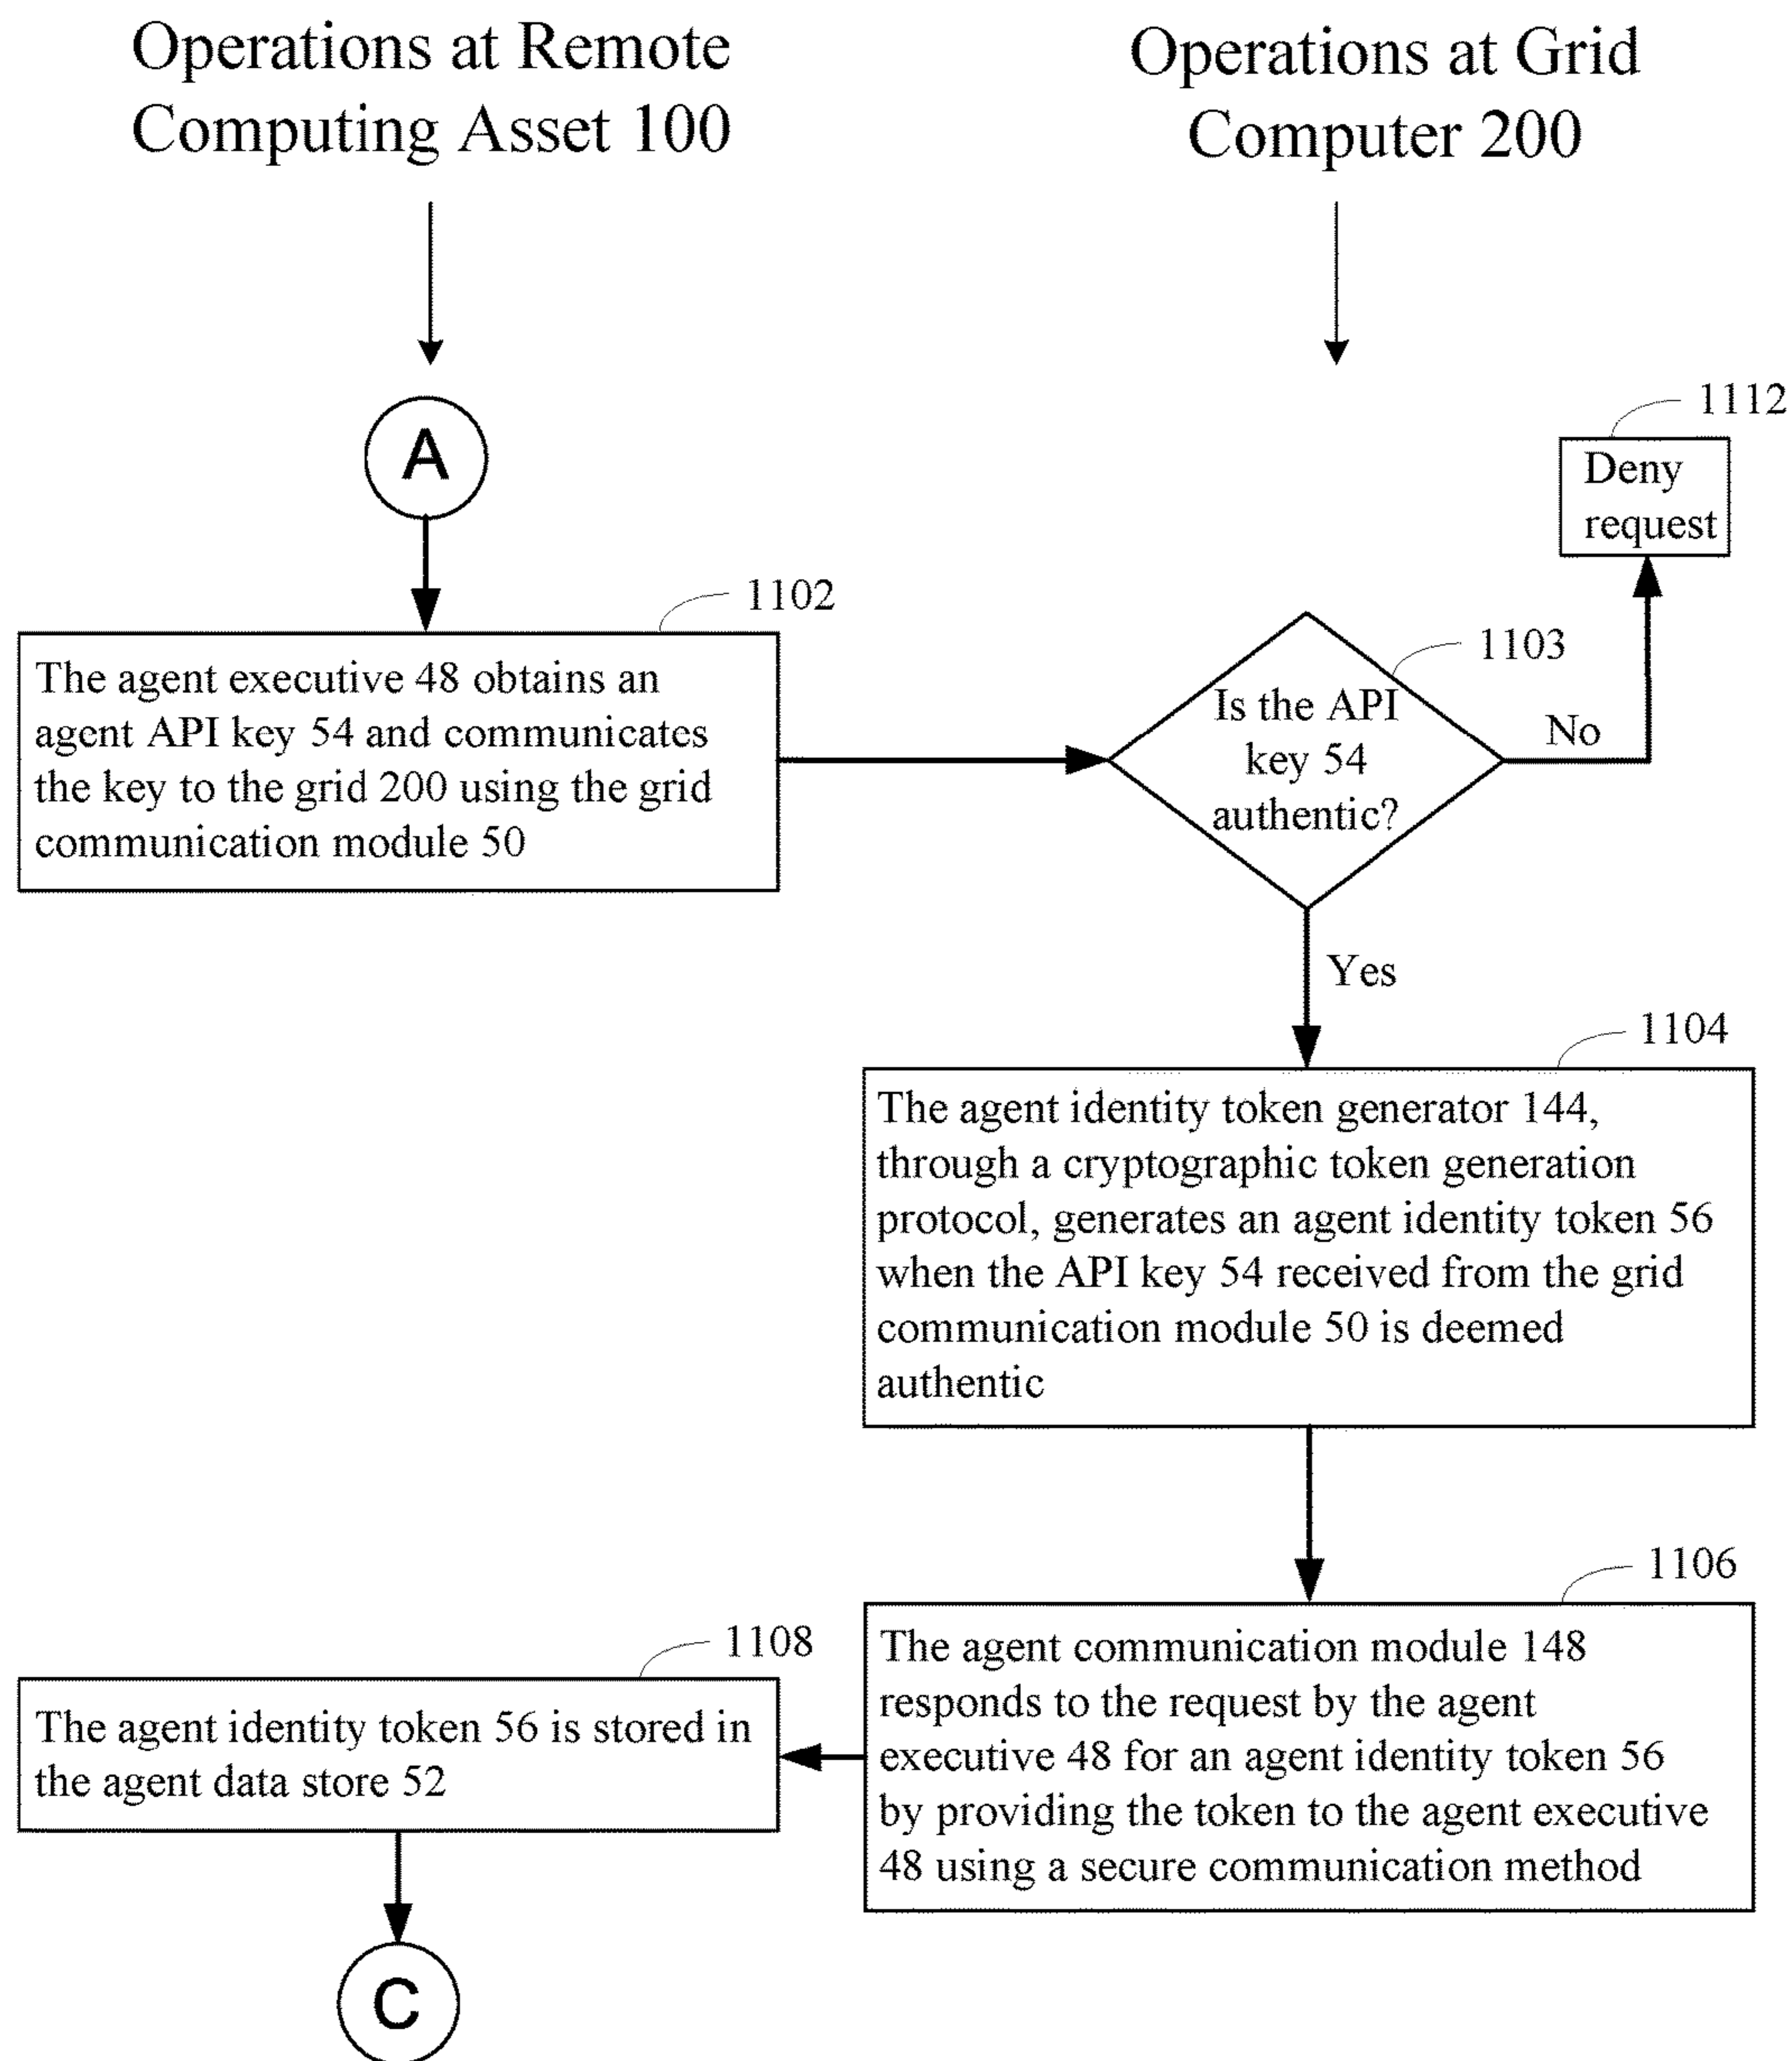 Operations at Remote
Computing Asset 100
Operations at Grid
Computer 200
A
1112
Deny
request
1102
The agent executive 48 obtains an
agent API key 54 and communicates
the key to the grid 200 using the grid
communication module 50
1103
Is the API
key 54
authentic?
No
Yes
1104
The agent identity token generator 144,
through a cryptographic token generation
protocol, generates an agent identity token 56
when the API key 54 received from the grid
communication module 50 is deemed
authentic
1106
The agent communication module 148
responds to the request by the agent
executive 48 for an agent identity token 56
by providing the token to the agent executive
48 using a secure communication method
1108
The agent identity token 56 is stored in
the agent data store 52
C